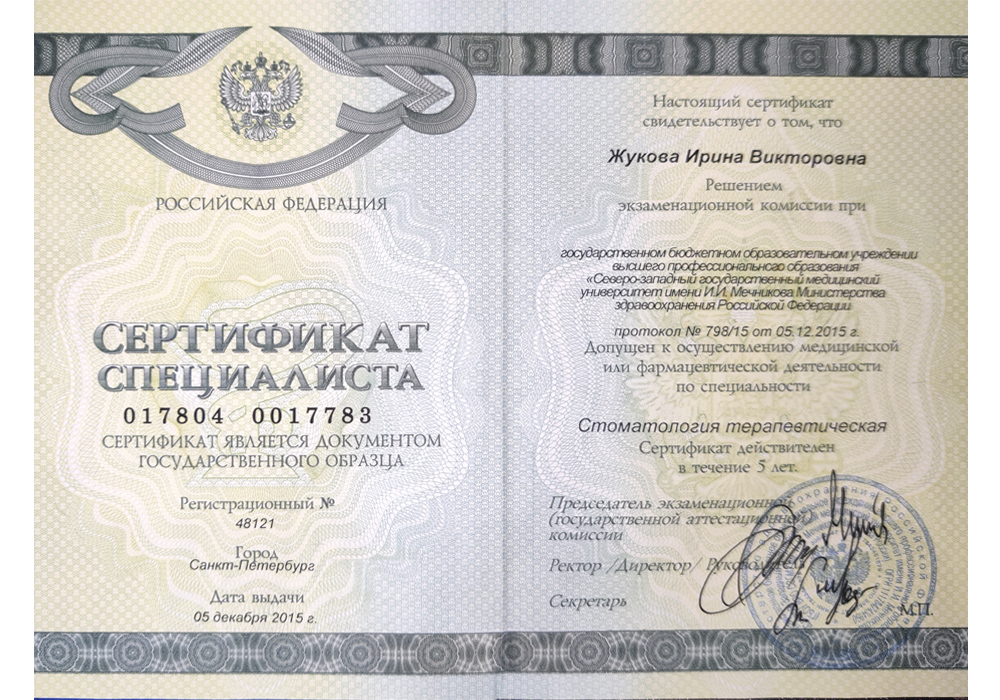 РОССИЙСКАЯ ФЕДЕРАЦИЯ
СЕРТИФИКАТ
СПЕЦИАЛИСТА
017804 0017783
СЕРТИФИКАТ ЯВЛЯЕТСЯ ДОКУМЕНТОМ
ГОСУДАРСТВЕННОГО ОБРАЗЦА
Регистрационный №
48121
Город
Санкт-Петербург
Дата выдачи
05 декабря 2015 г.
Настоящий сертификат
свидетельствует о том, что
Жукова Ирина Викторовна
Решением
экзаменационной комиссии при
государственном бюджетном образовательном учреждении
высшего профессионального образования
«Северо-западный государственный медицинский
университет имени И.И. Мечникова Министерства
здравоохранения Российской Федерации
протокол № 798/15 от 05.12.2015 г.
Допущен к осуществлению медицинской
или фармацевтической деятельности
по специальности
Стоматология терапевтическая
Сертификат действителен
в течение 5 лет.
Председатель экзаменационной
(государственной аттестационной)
комиссии
Ректор /Директор/ Руководитель
Секретарь
М.П.